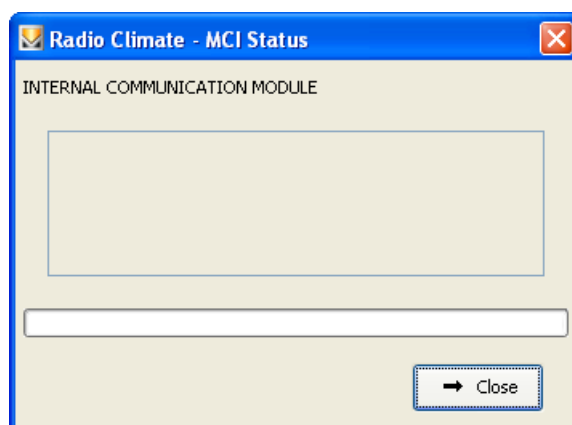 Radio Climate - MCI Status
INTERNAL COMMUNICATION MODULE
Close